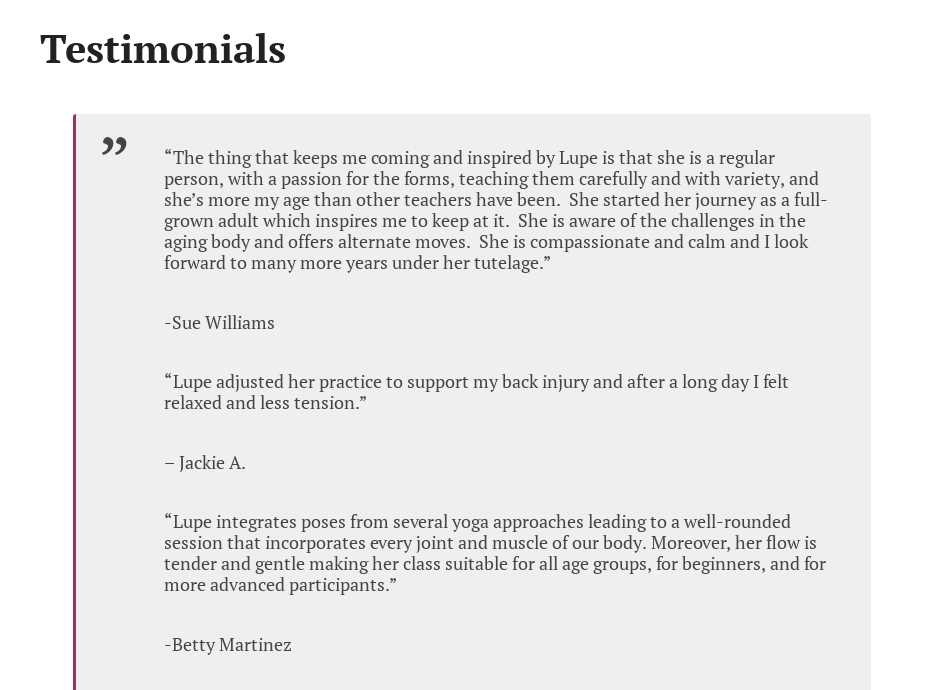 Testimonials
”
“The thing that keeps me coming and inspired by Lupe is that she is a regular
person, with a passion for the forms, teaching them carefully and with variety, and
she’s more my age than other teachers have been.  She started her journey as a full-
grown adult which inspires me to keep at it.  She is aware of the challenges in the
aging body and offers alternate moves.  She is compassionate and calm and I look
forward to many more years under her tutelage.”
-Sue Williams
“Lupe adjusted her practice to support my back injury and after a long day I felt
relaxed and less tension.”
– Jackie A.
“Lupe integrates poses from several yoga approaches leading to a well-rounded
session that incorporates every joint and muscle of our body. Moreover, her flow is
tender and gentle making her class suitable for all age groups, for beginners, and for
more advanced participants.”
-Betty Martinez